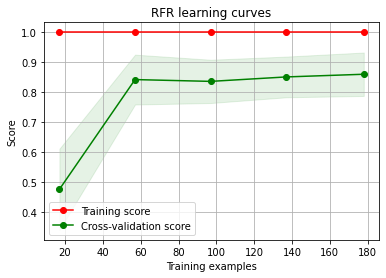 RFR learning curves
1.0
0.9
0.8
0.7
0.6
0.5
0.4
Score
Training score
Cross-validation score
20 40 60 80 100 120 140 160 180
Training examples